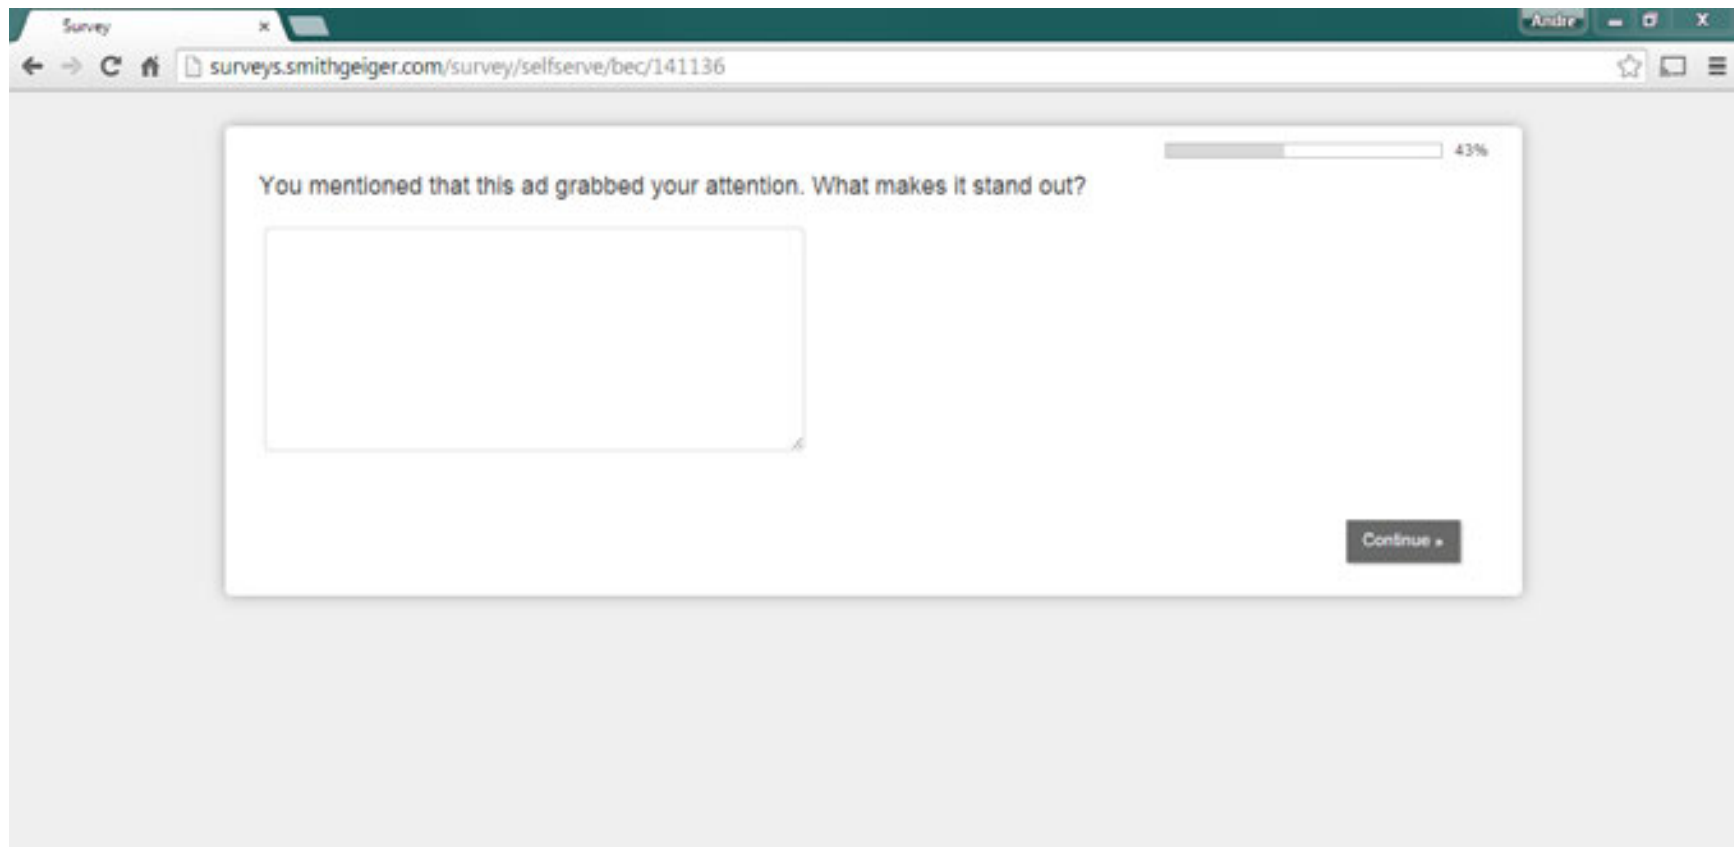 Survey
Andre
surveys.smithgeiger.com/survey/selfserve/bec/141136
43%
You mentioned that this ad grabbed your attention. What makes it stand out?
Continue »